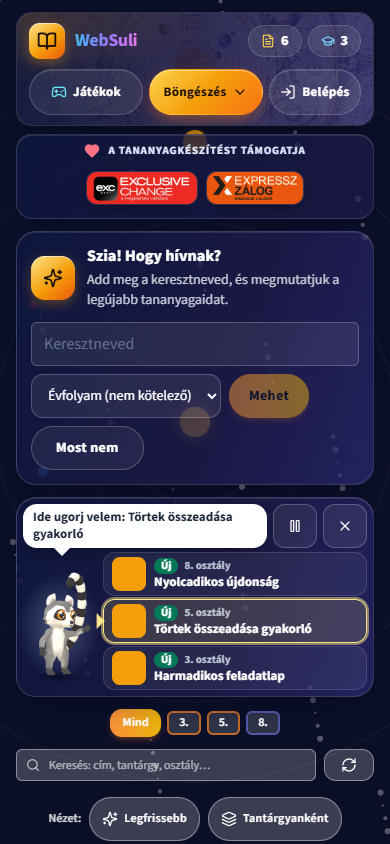 WebSuli
6
3
Játékok
Böngészés
Belépés
A TANANYAGKÉSZÍTÉST TÁMOGATJA
exc
EXCLUSIVE
CHANGE
EXPRESSZ
ZÁLOG
Szia! Hogy hívnak?
Add meg a keresztneved, és megmutatjuk a
legújabb tananyagaidat.
Keresztneved
Évfolyam (nem kötelező)
Mehet
Most nem
Ide ugorj velem: Törtek összeadása
gyakorló
Új 8. osztály
Nyolcadikos újdonság
Új 5. osztály
Törtek összeadása gyakorló
Új 3. osztály
Harmadikos feladatlap
Mind
3.
5.
8.
Keresés: cím, tantárgy, osztály…
Nézet:
Legfrissebb
Tantárgyanként